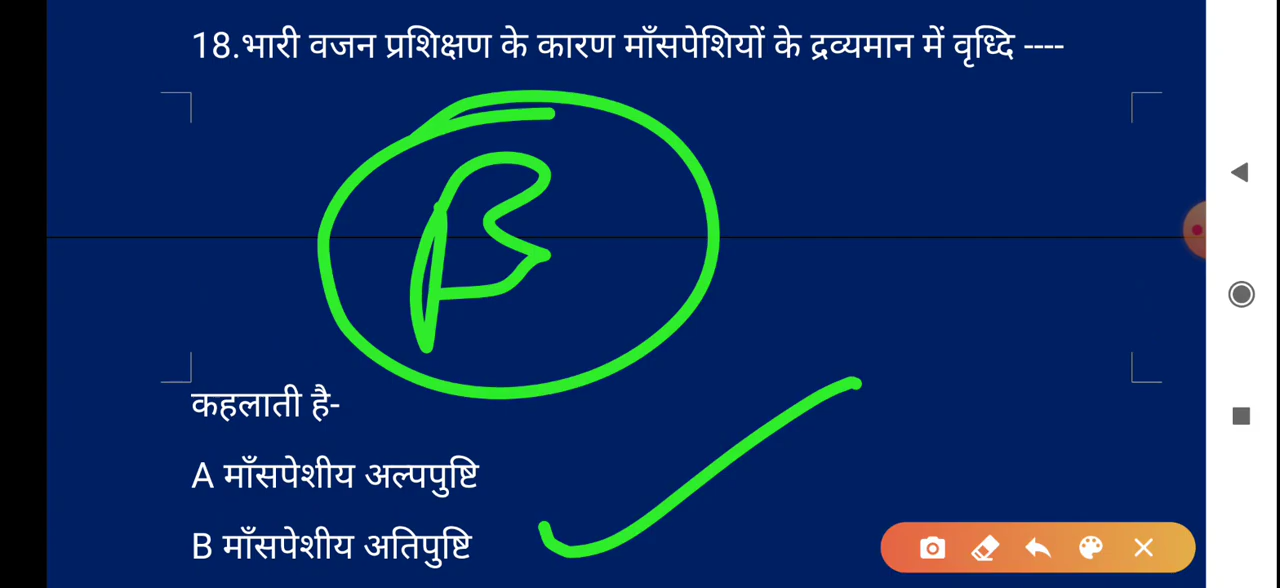 18.भारी वजन प्रशिक्षण के कारण माँसपेशियों के द्रव्यमान में वृध्दि ----
B
कहलाती है-
A माँसपेशीय अल्पपुष्टि
B माँसपेशीय अतिपुष्टि